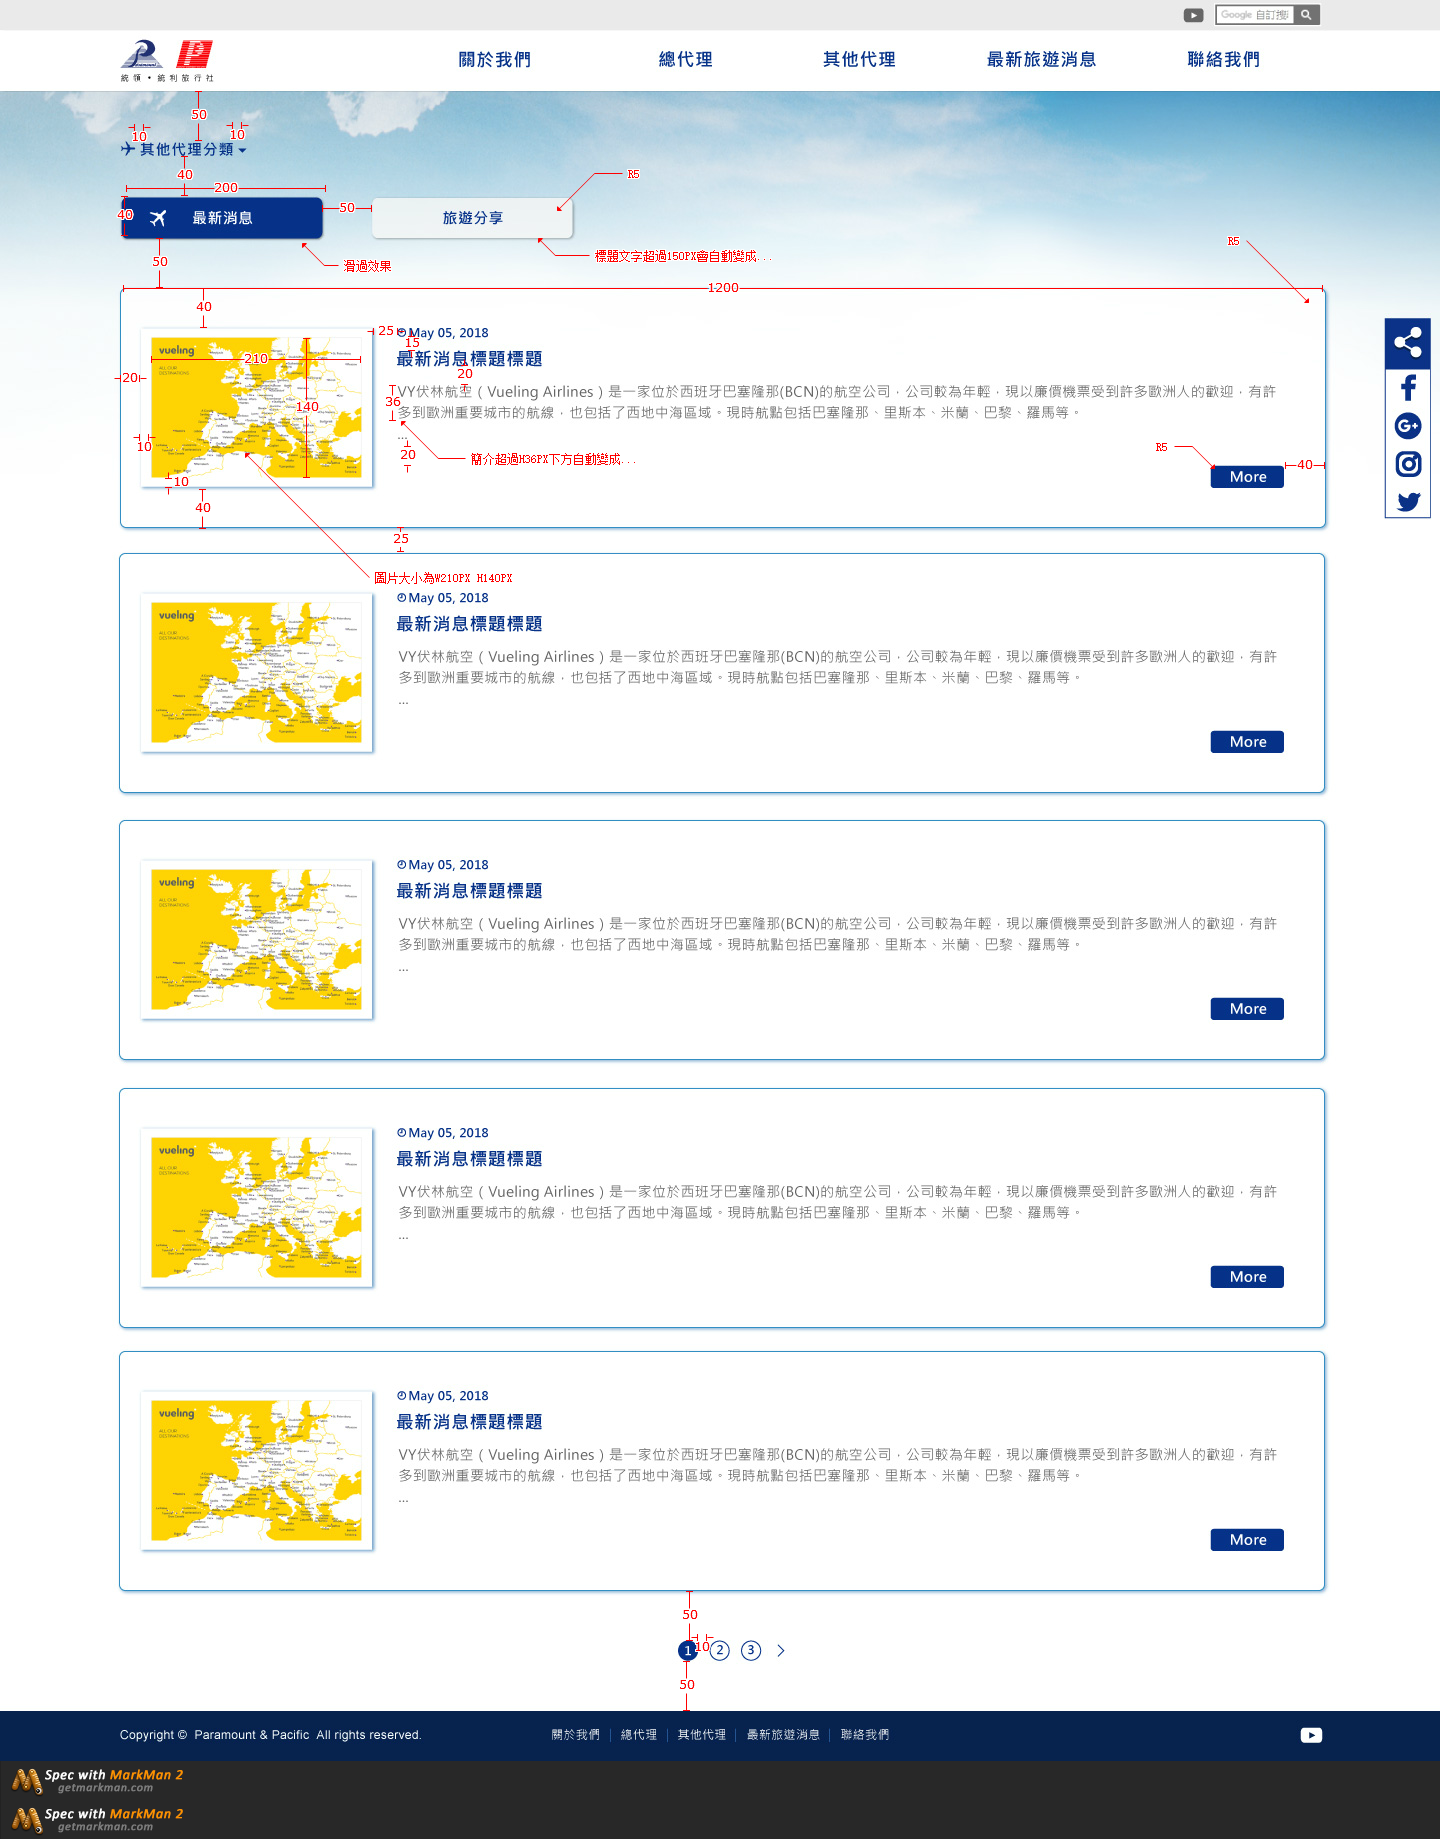 Google 自訂搜
統領・統利旅行社
關於我們
總代理
其他代理
最新旅遊消息
聯絡我們
50
10
10
其他代理分類
40
200
R5
40
最新消息
50
旅遊分享
50
滑過效果
標題文字超過150PX會自動變成...
R5
1200
40
25
May 05, 2018
15
vueling
ALL OUR
DESTINATIONS
210
最新消息標題標題
20
20
140
36
VY伏林航空（Vueling Airlines）是一家位於西班牙巴塞隆那(BCN)的航空公司，公司較為年輕，現以廉價機票受到許多歐洲人的歡迎，有許
多到歐洲重要城市的航線，也包括了西地中海區域。現時航點包括巴塞隆那、里斯本、米蘭、巴黎、羅馬等。
...
10
20
簡介超過H36PX下方自動變成...
R5
40
10
More
40
25
圖片大小為W210PX H140PX
May 05, 2018
vueling
ALL OUR
DESTINATIONS
最新消息標題標題
VY伏林航空（Vueling Airlines）是一家位於西班牙巴塞隆那(BCN)的航空公司，公司較為年輕，現以廉價機票受到許多歐洲人的歡迎，有許
多到歐洲重要城市的航線，也包括了西地中海區域。現時航點包括巴塞隆那、里斯本、米蘭、巴黎、羅馬等。
...
More
May 05, 2018
vueling
ALL OUR
DESTINATIONS
最新消息標題標題
VY伏林航空（Vueling Airlines）是一家位於西班牙巴塞隆那(BCN)的航空公司，公司較為年輕，現以廉價機票受到許多歐洲人的歡迎，有許
多到歐洲重要城市的航線，也包括了西地中海區域。現時航點包括巴塞隆那、里斯本、米蘭、巴黎、羅馬等。
...
More
May 05, 2018
vueling
ALL OUR
DESTINATIONS
最新消息標題標題
VY伏林航空（Vueling Airlines）是一家位於西班牙巴塞隆那(BCN)的航空公司，公司較為年輕，現以廉價機票受到許多歐洲人的歡迎，有許
多到歐洲重要城市的航線，也包括了西地中海區域。現時航點包括巴塞隆那、里斯本、米蘭、巴黎、羅馬等。
...
More
May 05, 2018
vueling
ALL OUR
DESTINATIONS
最新消息標題標題
VY伏林航空（Vueling Airlines）是一家位於西班牙巴塞隆那(BCN)的航空公司，公司較為年輕，現以廉價機票受到許多歐洲人的歡迎，有許
多到歐洲重要城市的航線，也包括了西地中海區域。現時航點包括巴塞隆那、里斯本、米蘭、巴黎、羅馬等。
...
More
50
10
1 2 3
50
Copyright © Paramount & Pacific All rights reserved.
關於我們 | 總代理 | 其他代理 | 最新旅遊消息 | 聯絡我們
Spec with MarkMan 2
getmarkman.com
Spec with MarkMan 2
getmarkman.com